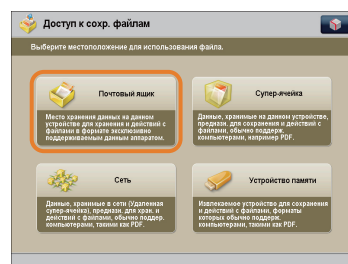 Доступ к сохр. файлам
Выберите местоположение для использования файла.
Почтовый ящик
Место хранения данных на данном
устройстве для хранения и действий с
файлами в формате эксклюзивно
поддерживаемым данным аппаратом.
Супер-ячейка
Данные, хранимые на данном устройстве,
предназн. для сохранения и действий с
файлами, обычно поддерж.
компьютерами, например PDF.
Сеть
Данные, хранимые в сети (Удаленная
супер-ячейка), предназн. для хран. и
действий с файлами, обычно поддер.
компьютерами, такими как PDF.
Устройство памяти
Извлекаемое устройство для сохранения
и действий с файлами, форматы
которых обычно поддерж.
компьютерами, такими как PDF.